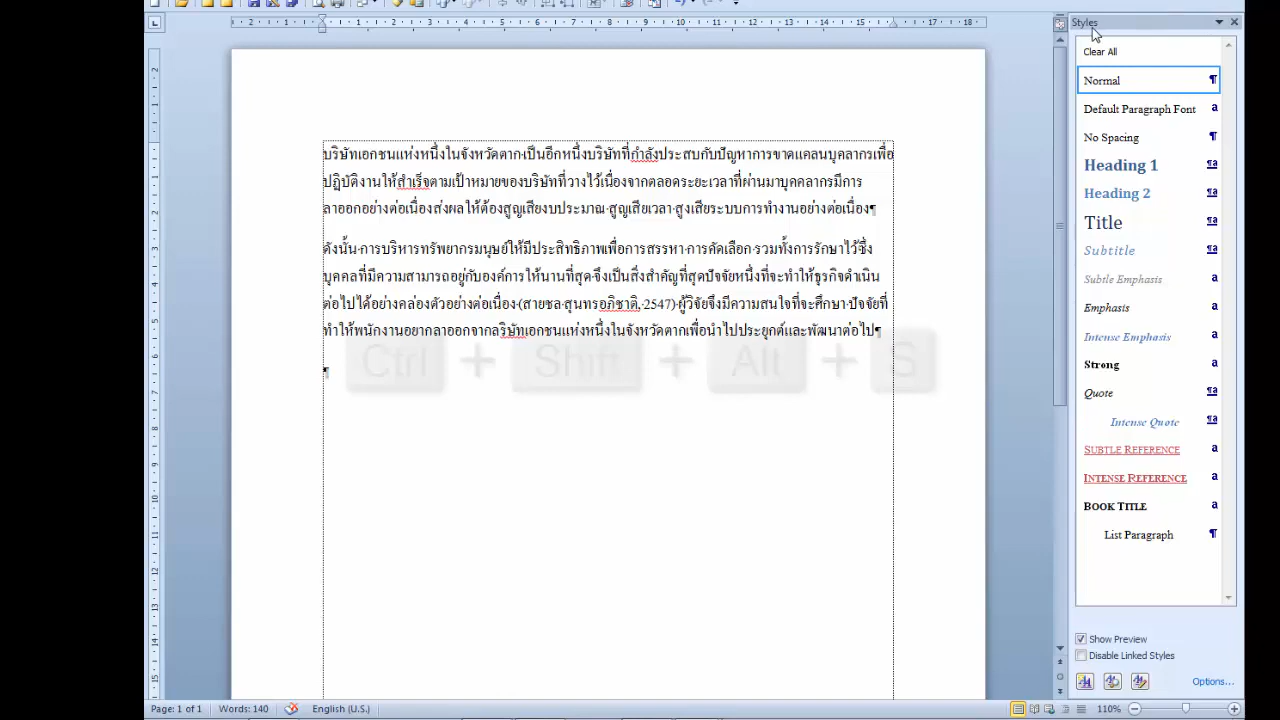 2 1 1 2 3 4 5 6 7 8 9 10 11 12 13 14 15 17 18
Styles
Clear All
Normal ¶
Default Paragraph Font a
No Spacing ¶
Heading 1 ¶a
Heading 2 ¶a
Title ¶a
Subtitle ¶a
Subtle Emphasis a
Emphasis a
Intense Emphasis a
Strong a
Quote ¶a
Intense Quote ¶a
SUBTLE REFERENCE a
INTENSE REFERENCE a
BOOK TITLE a
List Paragraph ¶
Show Preview
Disable Linked Styles
Options...
บริษัทเอกชนแห่งหนึ่งในจังหวัดตาก·เป็นอีกหนึ่งบริษัทที่กำลังประสบกับปัญหาการขาดแคลนบุคลากรเพื่อ
ปฏิบัติงานให้สำเร็จตามเป้าหมายของบริษัทที่วางไว้เนื่องจากตลอดระยะเวลาที่ผ่านมาบุคคลากรมีการ
ลาออกอย่างต่อเนื่องส่งผลให้ต้องสูญเสียงบประมาณ·สูญเสียเวลา·สูงเสียระบบการทำงานอย่างต่อเนื่อง¶
ดังนั้น·การบริหารทรัพยากรมนุษย์ให้มีประสิทธิภาพเพื่อการสรรหา·การคัดเลือก·รวมทั้งการรักษาไว้ซึ่ง
บุคคลที่มีความสามารถอยู่กับองค์การให้นานที่สุด·จึงเป็นสิ่งสำคัญที่สุดปัจจัยหนึ่งที่จะทำให้ธุรกิจดำเนิน
ต่อไปได้อย่างคล่องตัวอย่างต่อเนื่อง·(สายชล·สุนทรอภิชาติ,·2547)·ผู้วิจัยจึงมีความสนใจที่จะศึกษา·ปัจจัยที่
ทำให้พนักงานอยากลาออกจากลริษัทเอกชนแห่งหนึ่งในจังหวัดตากเพื่อนำไปประยุกต์และพัฒนาต่อไป¶
¶
Ctrl + Shift + Alt + S
Page: 1 of 1 Words: 140 English (U.S.) 110%